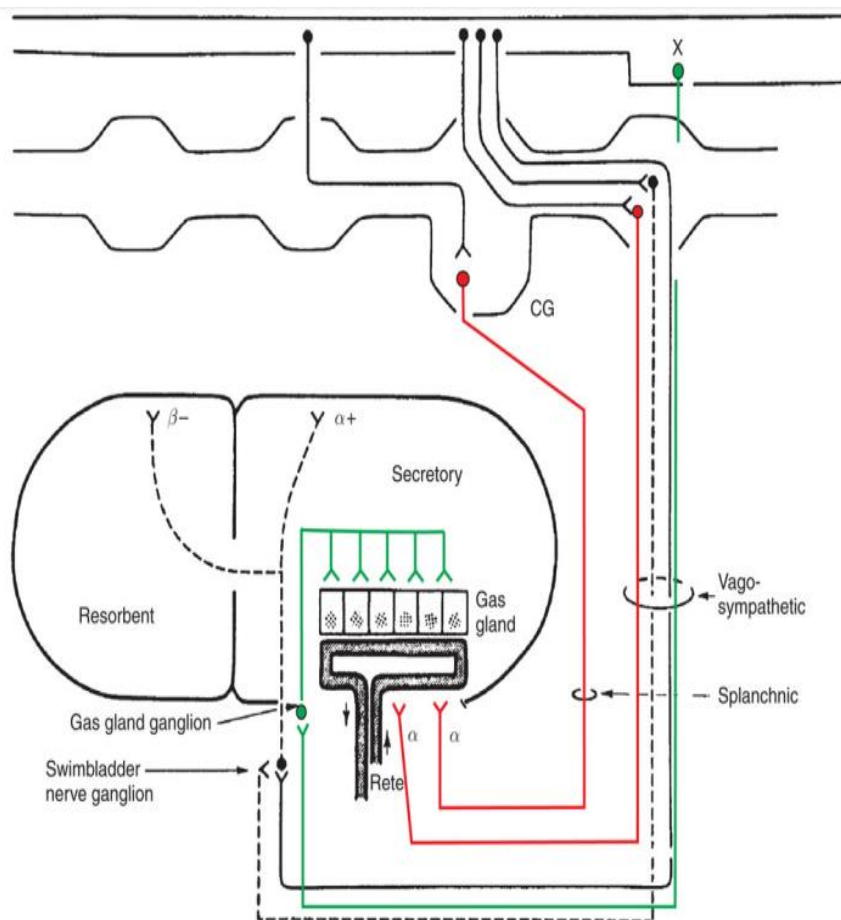 X
CG
β−
α+
Secretory
Resorbent
Gas
gland
Vago-
sympathetic
Splanchnic
Gas gland ganglion
α
α
Swimbladder
nerve ganglion
Rete